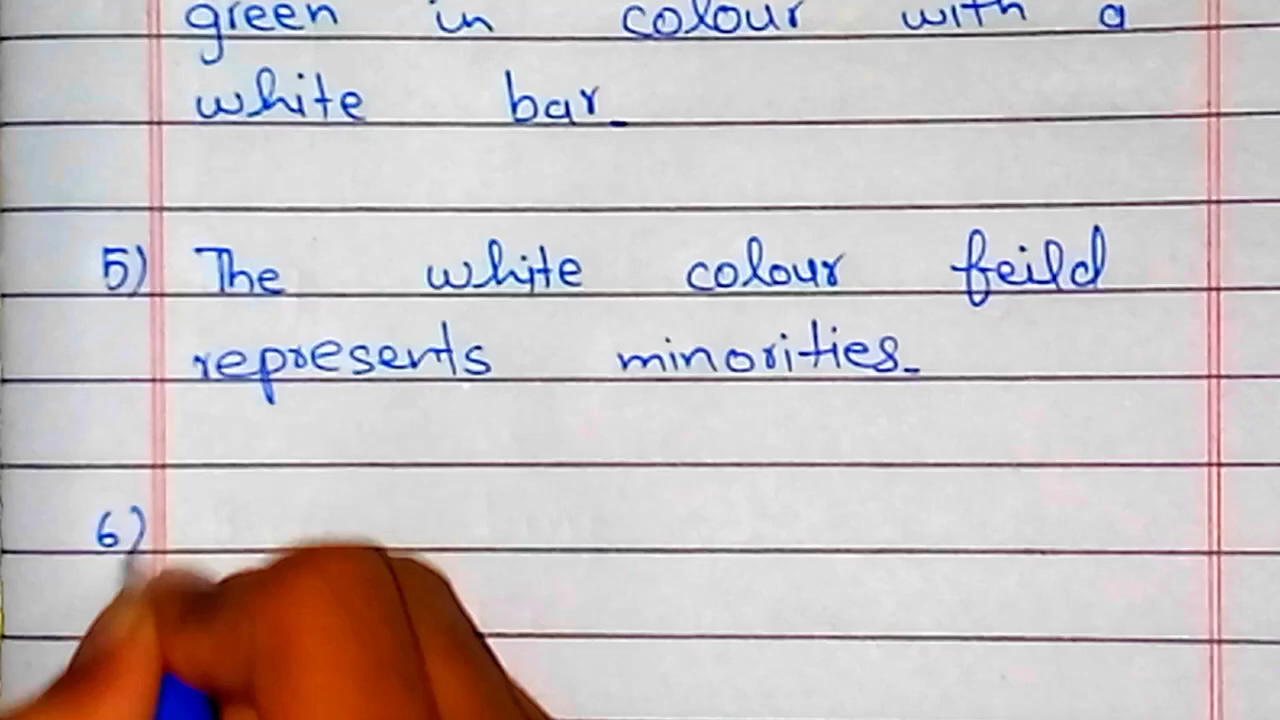 green in colour with a
white bar.
5) The white colour feild
represents minorities.
6)